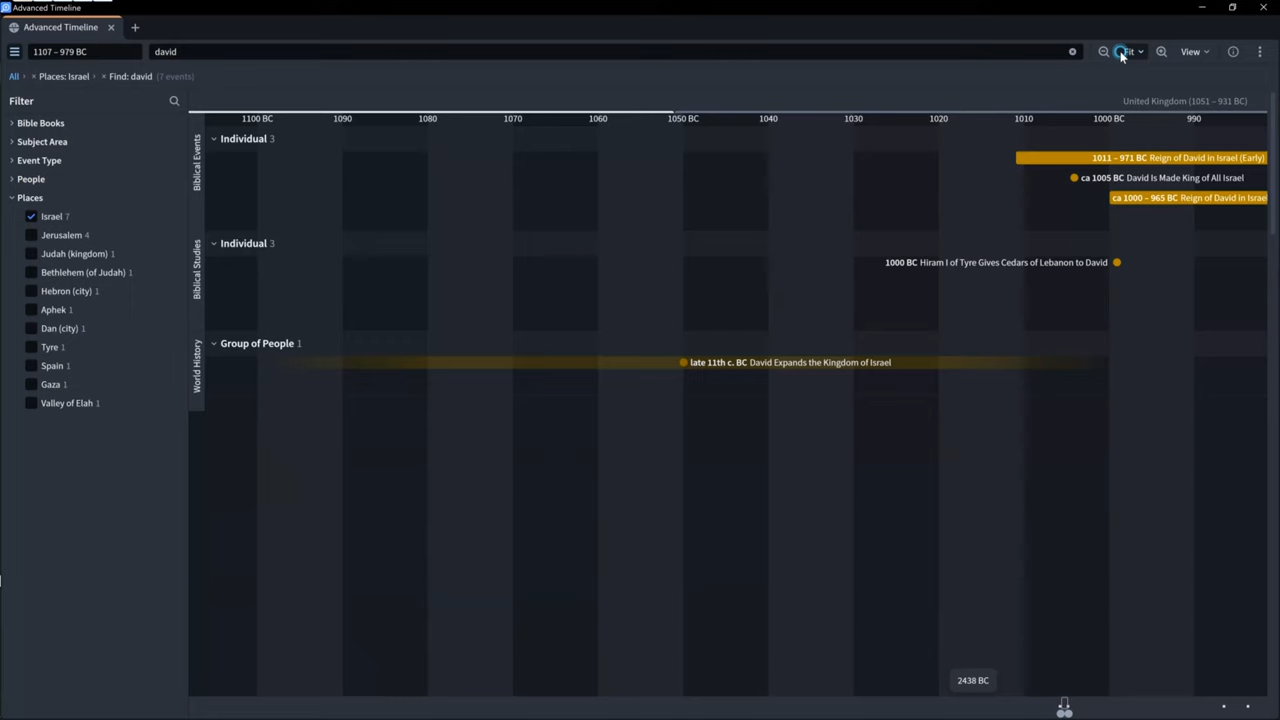 Advanced Timeline
Advanced Timeline
1107 – 979 BC
david
Fit
View
All
Places: Israel
Find: david
(7 events)
Filter
Bible Books
Subject Area
Event Type
People
Places
Israel 7
Jerusalem 4
Judah (kingdom) 1
Bethlehem (of Judah) 1
Hebron (city) 1
Aphek 1
Dan (city) 1
Tyre 1
Spain 1
Gaza 1
Valley of Elah 1
United Kingdom (1051 – 931 BC)
1100 BC 1090 1080 1070 1060 1050 BC 1040 1030 1020 1010 1000 BC 990
Biblical Events
Individual 3
1011 – 971 BC Reign of David in Israel (Early)
ca 1005 BC David Is Made King of All Israel
ca 1000 – 965 BC Reign of David in Israe
Biblical Studies
Individual 3
1000 BC Hiram I of Tyre Gives Cedars of Lebanon to David
World History
Group of People 1
late 11th c. BC David Expands the Kingdom of Israel
2438 BC